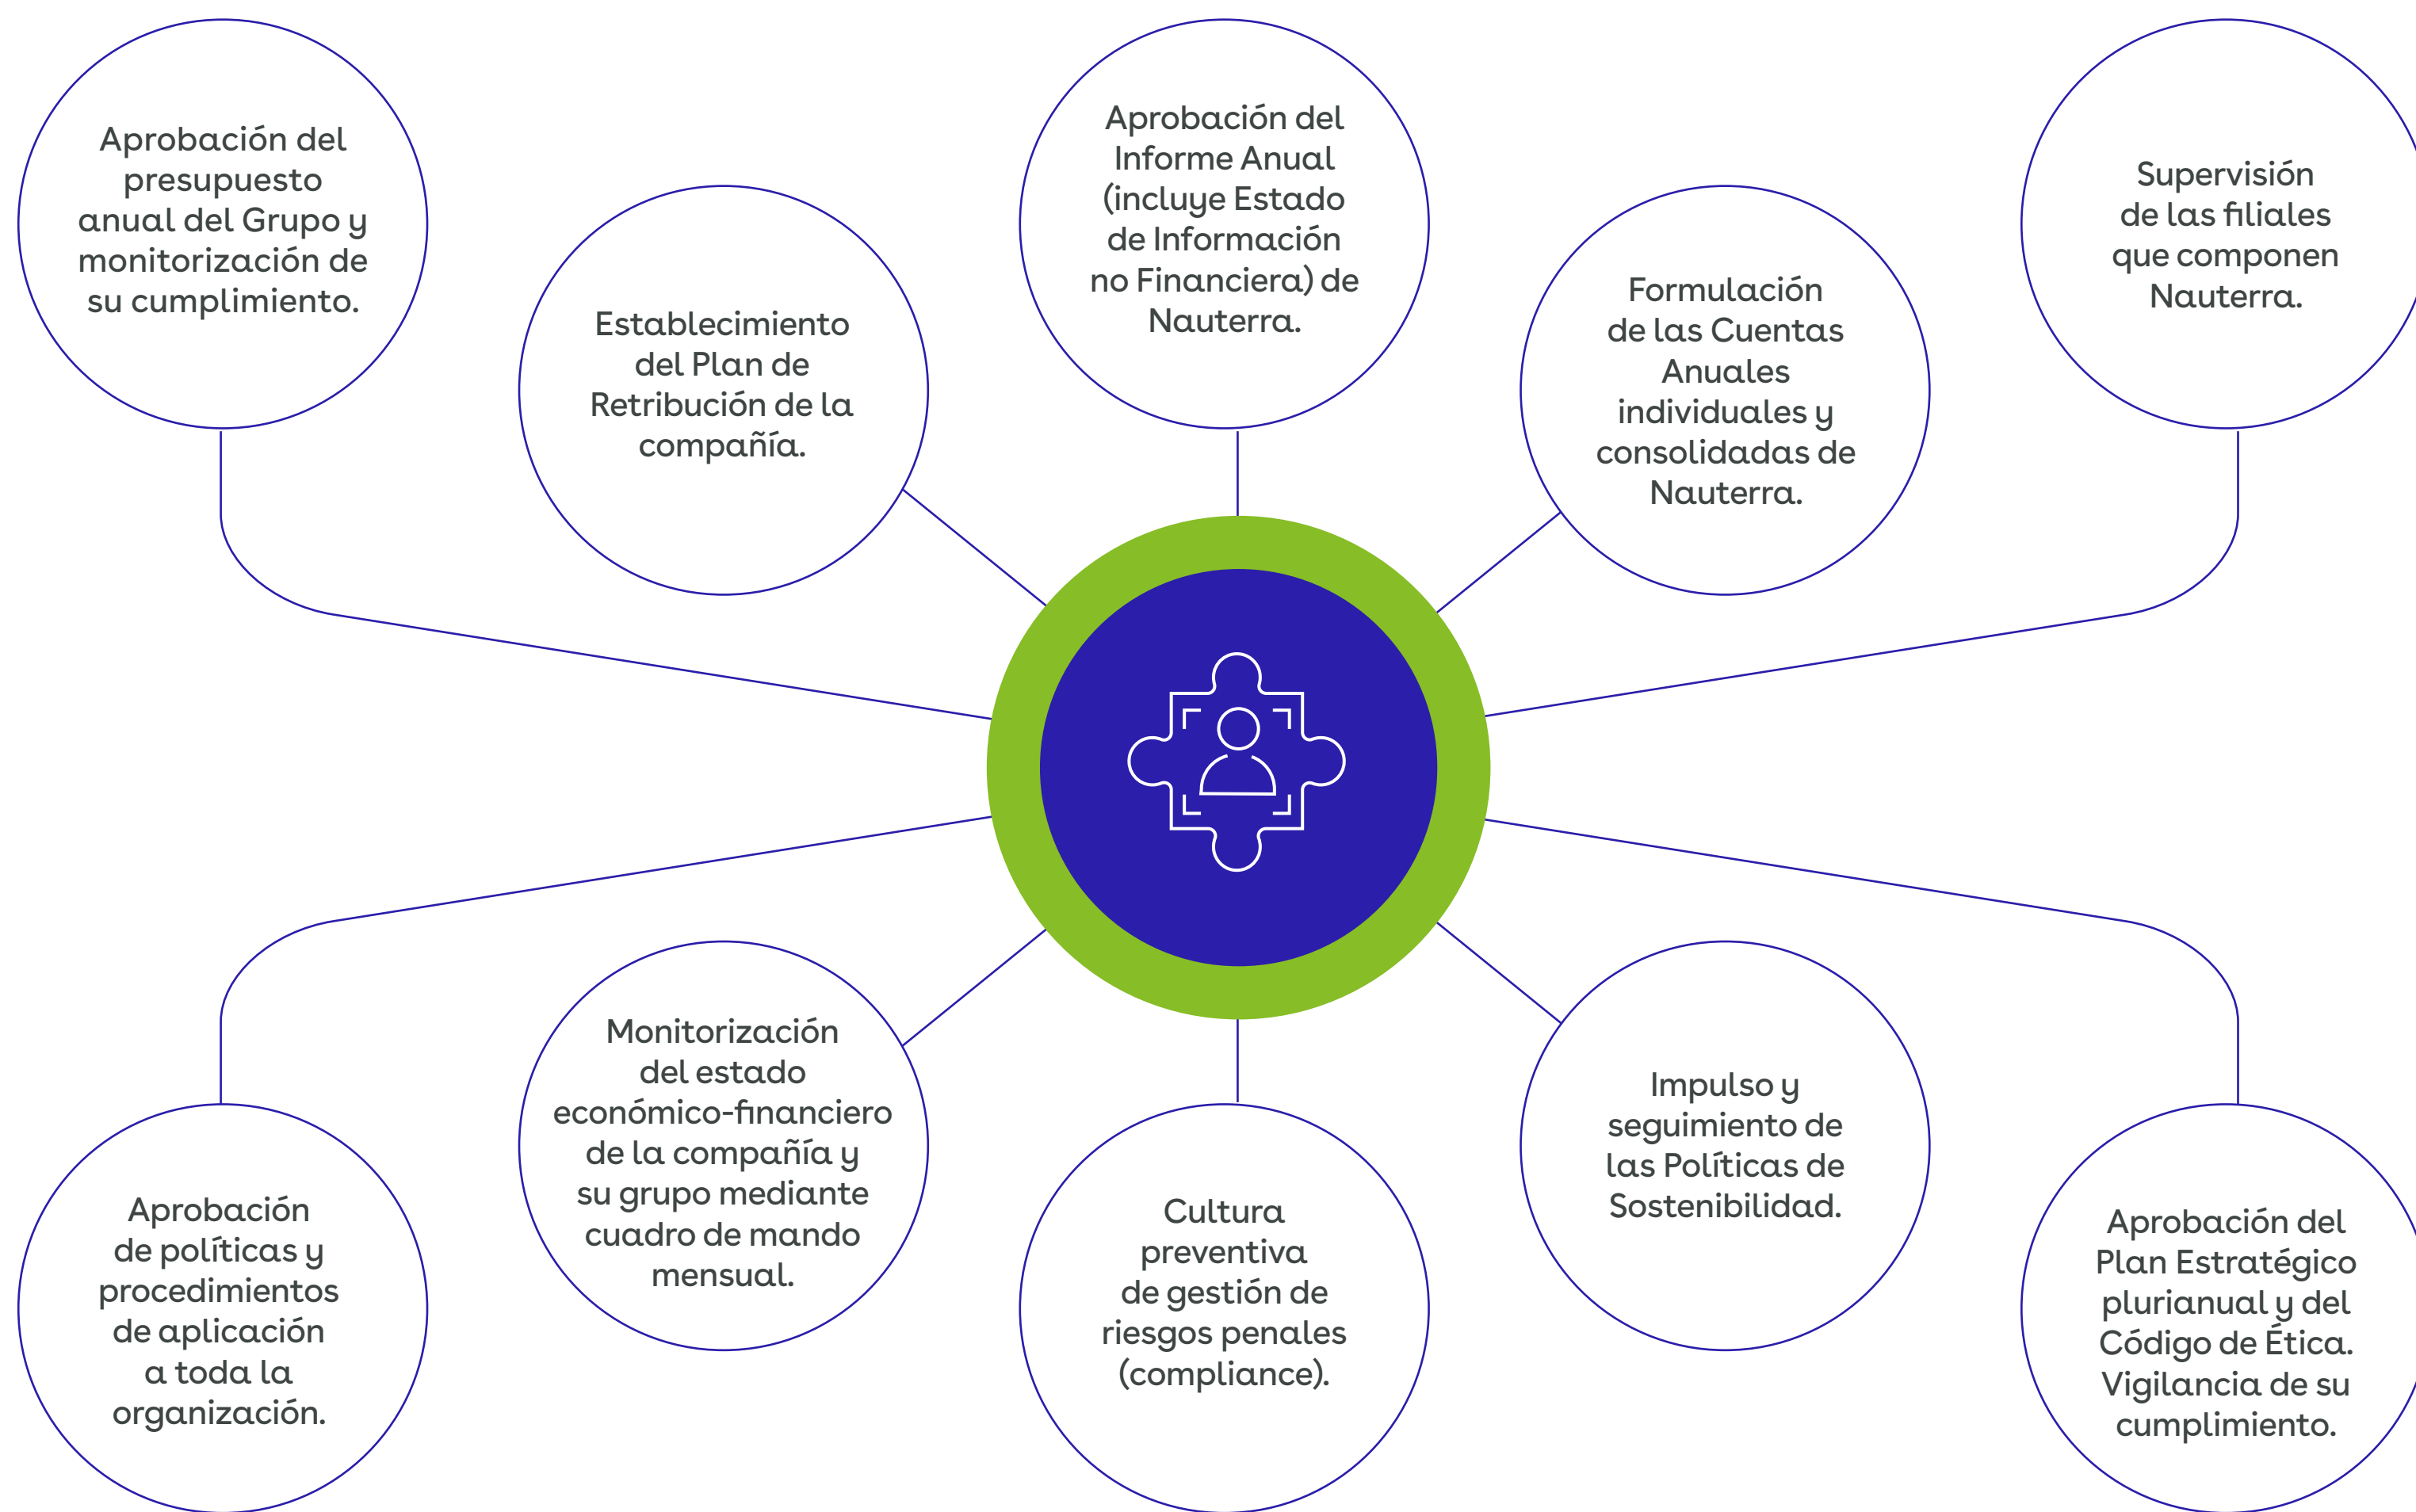 Aprobación del
presupuesto
anual del Grupo y
monitorización de
su cumplimiento.
Establecimiento
del Plan de
Retribución de la
compañía.
Aprobación del
Informe Anual
(incluye Estado
de Información
no Financiera) de
Nauterra.
Formulación
de las Cuentas
Anuales
individuales y
consolidadas de
Nauterra.
Supervisión
de las filiales
que componen
Nauterra.
Aprobación
de políticas y
procedimientos
de aplicación
a toda la
organización.
Monitorización
del estado
económico-financiero
de la compañía y
su grupo mediante
cuadro de mando
mensual.
Cultura
preventiva
de gestión de
riesgos penales
(compliance).
Impulso y
seguimiento de
las Políticas de
Sostenibilidad.
Aprobación del
Plan Estratégico
plurianual y del
Código de Ética.
Vigilancia de su
cumplimiento.